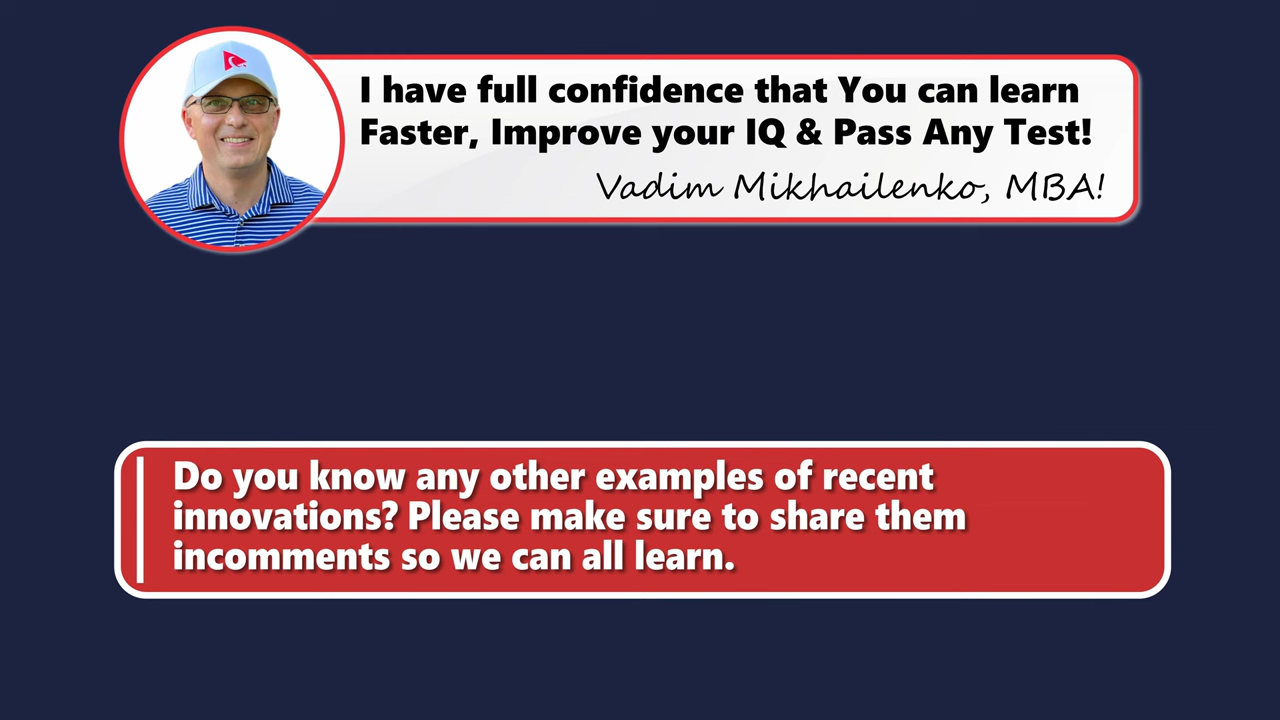 I have full confidence that You can learn
Faster, Improve your IQ & Pass Any Test!
Vadim Mikhailenko, MBA!
Do you know any other examples of recent
innovations? Please make sure to share them
incomments so we can all learn.